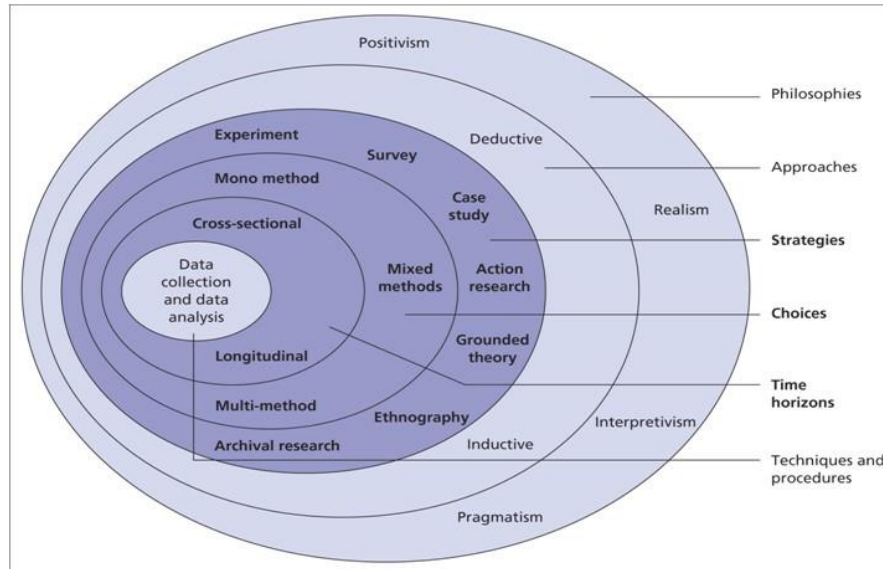 Positivism
Philosophies
Deductive
Approaches
Realism
Experiment
Survey
Mono method
Case
study
Strategies
Cross-sectional
Data
collection
and data
analysis
Mixed
methods
Action
research
Choices
Longitudinal
Grounded
theory
Time
horizons
Multi-method
Ethnography
Interpretivism
Archival research
Inductive
Techniques and
procedures
Pragmatism